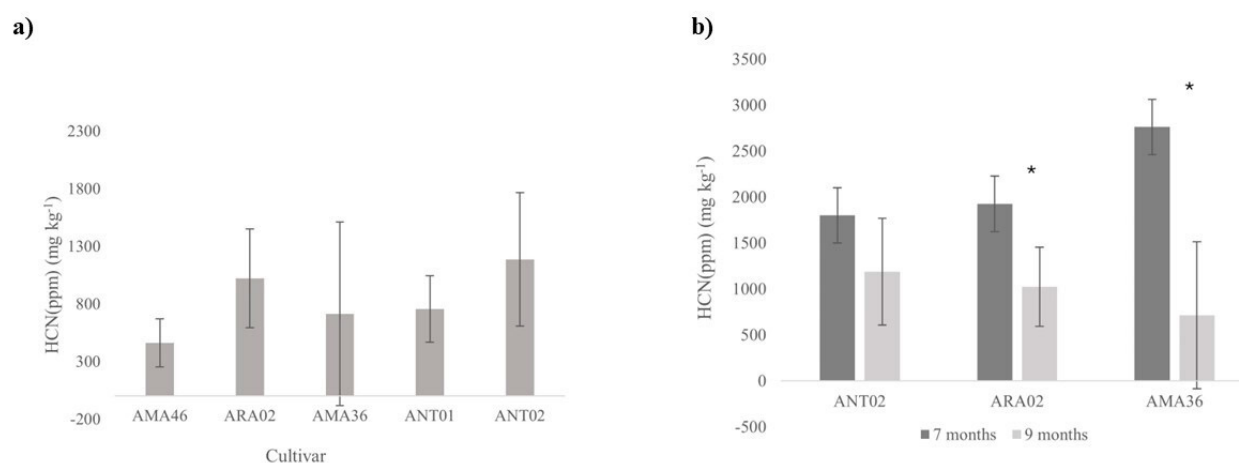 a)
HCN(ppm) (mg kg-1)
2300
1800
1300
800
300
-200
AMA46 ARA02 AMA36 ANT01 ANT02
Cultivar
b)
HCN(ppm) (mg kg-1)
3500
3000
2500
2000
1500
1000
500
0
-500
*
*
ANT02 ARA02 AMA36
7 months 9 months